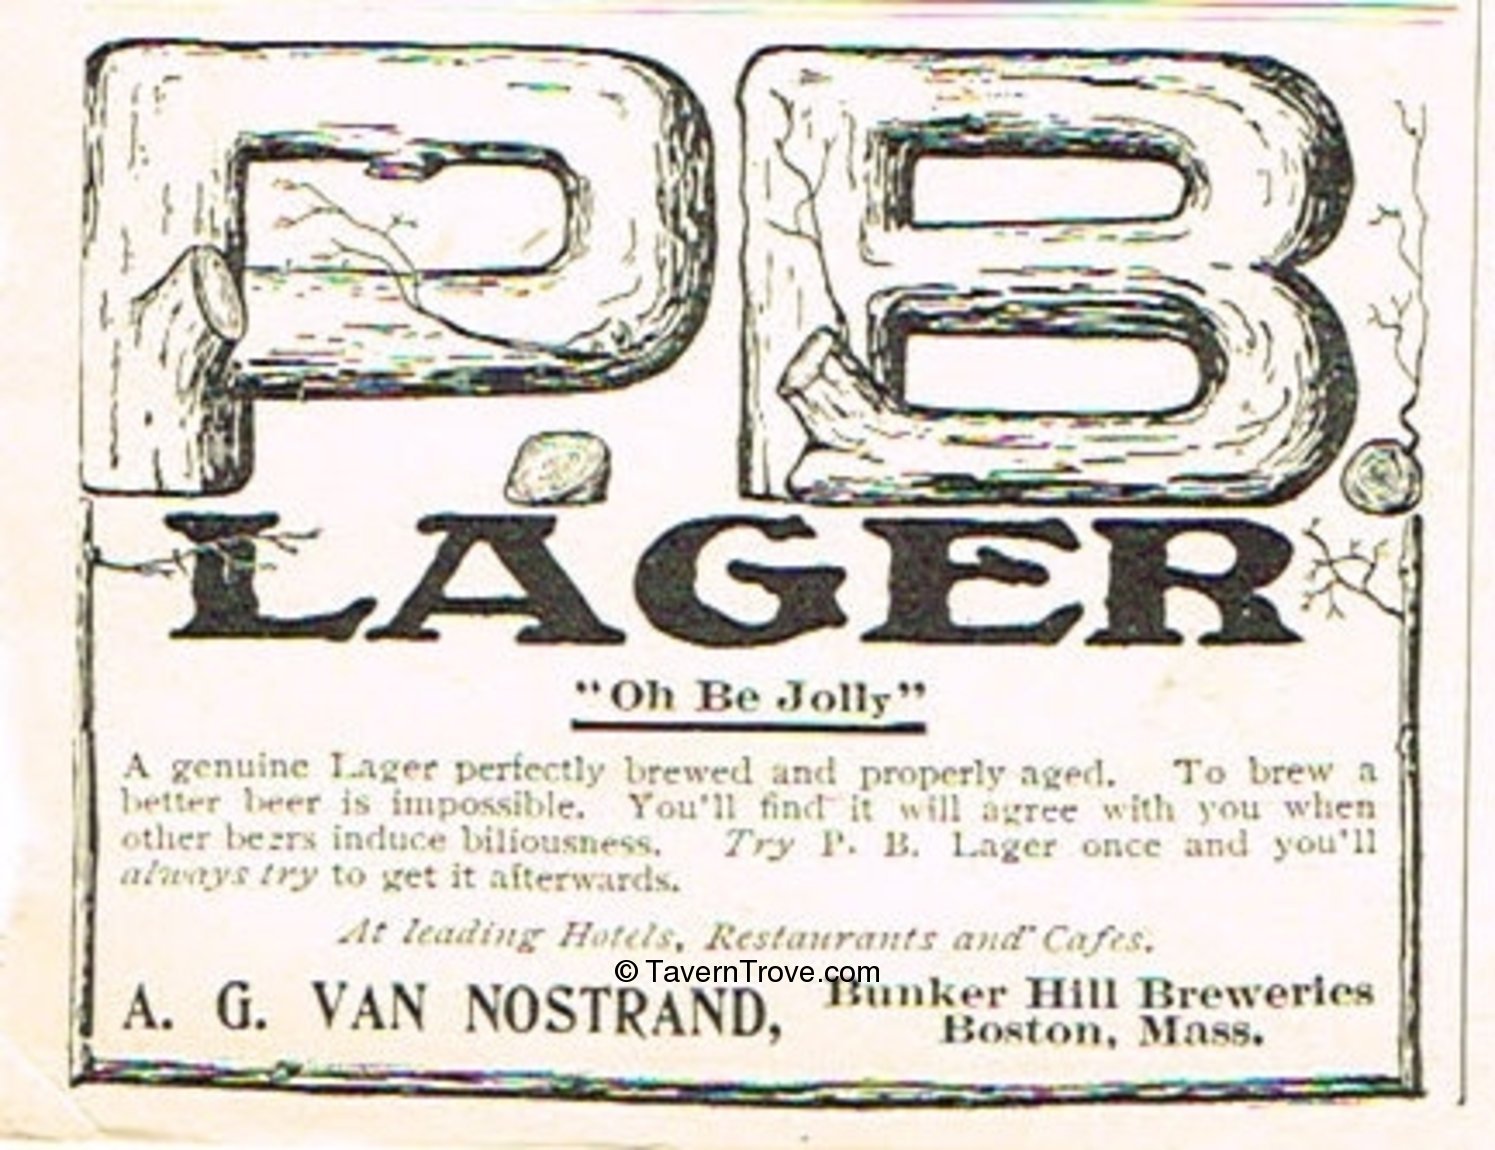 P. B.
LAGER
"Oh Be Jolly"
A genuine Lager perfectly brewed and properly aged. To brew a
better beer is impossible. You'll find it will agree with you when
other beers induce biliousness. Try P. B. Lager once and you'll
always try to get it afterwards.
At leading Hotels, Restaurants and Cafes.
© TavernTrove.com
A. G. VAN NOSTRAND, Bunker Hill Breweries
Boston, Mass.